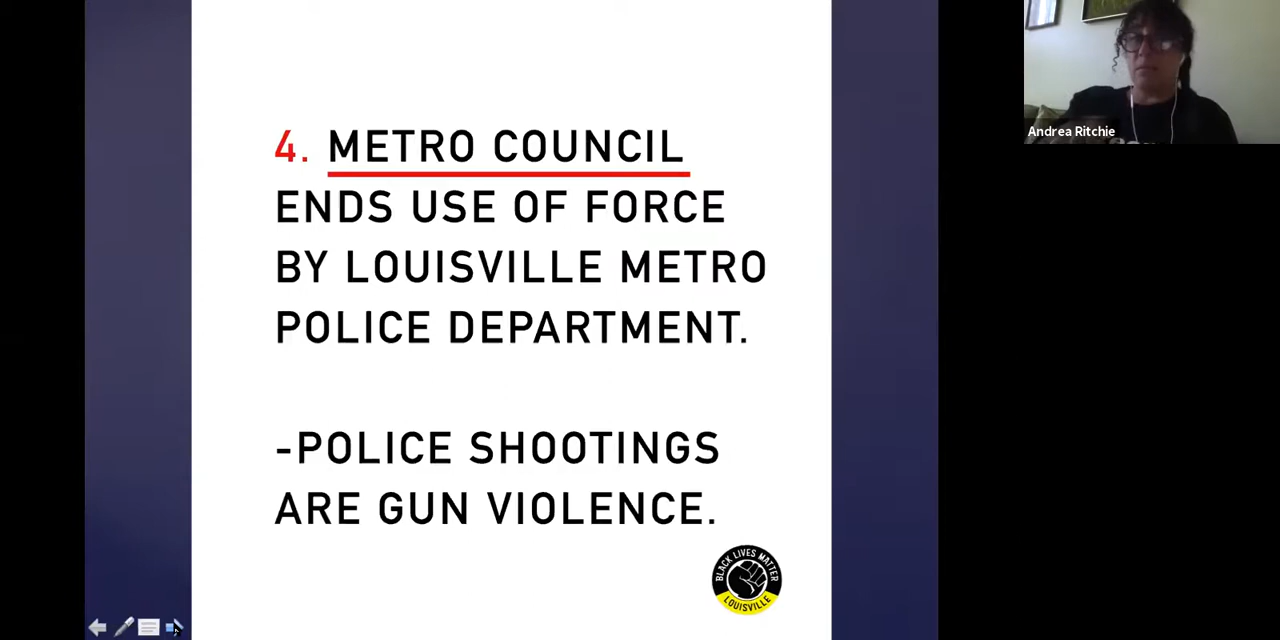 4. METRO COUNCIL
ENDS USE OF FORCE
BY LOUISVILLE METRO
POLICE DEPARTMENT.
-POLICE SHOOTINGS
ARE GUN VIOLENCE.
BLACK LIVES MATTER
LOUISVILLE
Andrea Ritchie